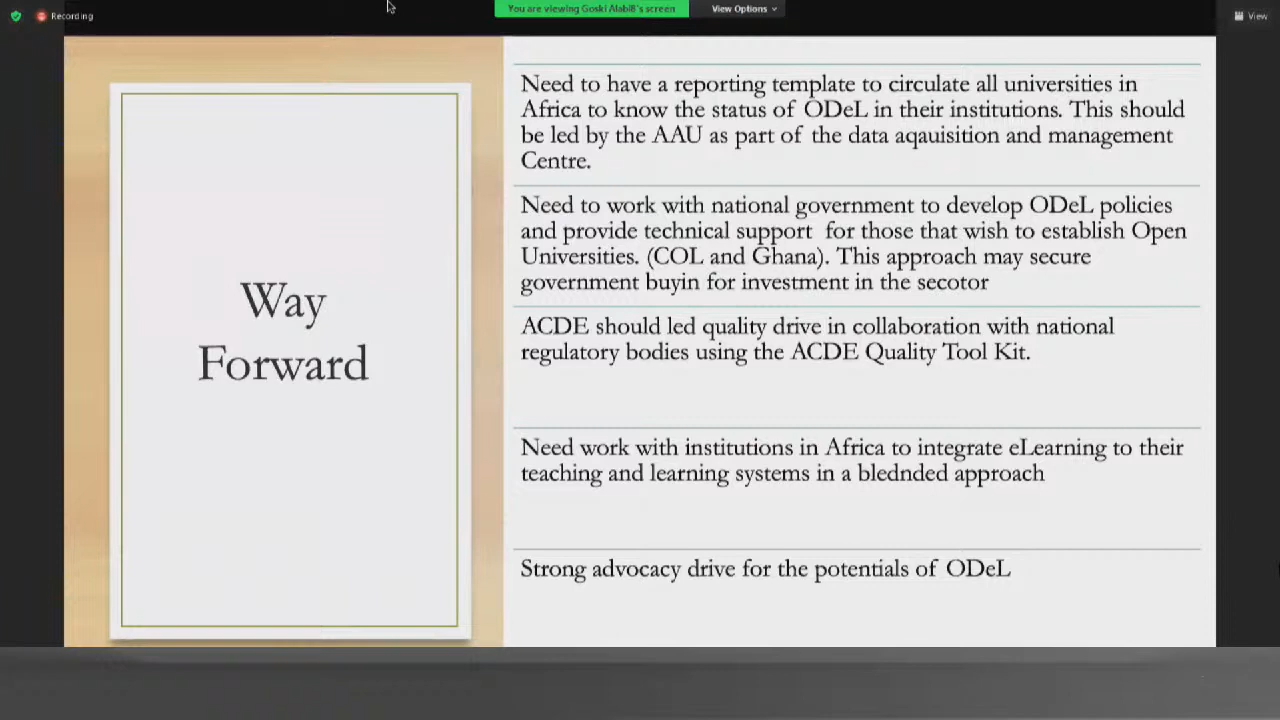 Recording
You are viewing Goski Alabi8's screen
View Options
View
Way
Forward
Need to have a reporting template to circulate all universities in
Africa to know the status of ODeL in their institutions. This should
be led by the AAU as part of the data aqauisition and management
Centre.
Need to work with national government to develop ODeL policies
and provide technical support for those that wish to establish Open
Universities. (COL and Ghana). This approach may secure
government buyin for investment in the secotor
ACDE should led quality drive in collaboration with national
regulatory bodies using the ACDE Quality Tool Kit.
Need work with institutions in Africa to integrate eLearning to their
teaching and learning systems in a blednded approach
Strong advocacy drive for the potentials of ODeL